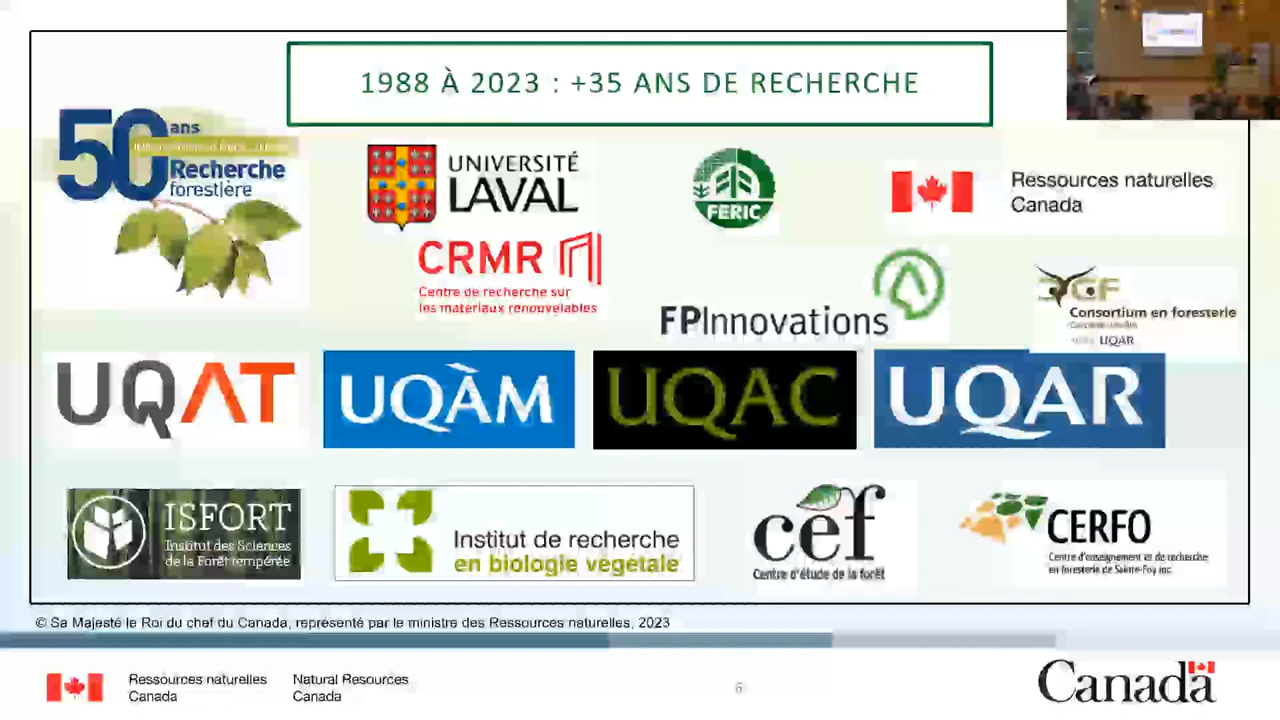 1988 À 2023 : +35 ANS DE RECHERCHE
50 ans
Recherche
forestière
UNIVERSITÉ
LAVAL
FERIC
Ressources naturelles
Canada
CRMR
Centre de recherche sur
les matériaux renouvelables
FPInnovations
Consortium en foresterie
UQAR
UQAT
UQÀM
UQAC
UQAR
ISFORT
Institut des Sciences
de la Forêt tempérée
Institut de recherche
en biologie végétale
cef
Centre d'étude de la forêt
CERFO
Centre d'enseignement et de recherche
en foresterie de Sainte-Foy inc.
© Sa Majesté le Roi du chef du Canada, représenté par le ministre des Ressources naturelles, 2023
Ressources naturelles
Canada
Natural Resources
Canada
6
Canada